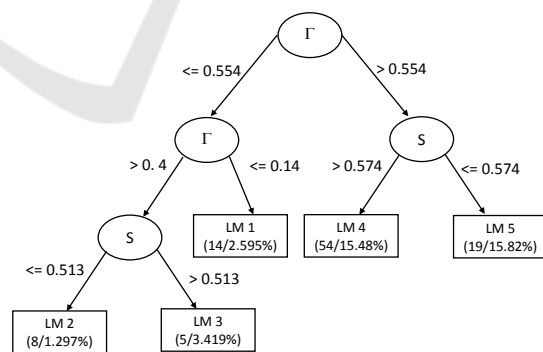 Γ
<= 0.554
> 0.554
Γ
S
> 0. 4
<= 0.14
> 0.574
<= 0.574
S
LM 1
(14/2.595%)
LM 4
(54/15.48%)
LM 5
(19/15.82%)
<= 0.513
> 0.513
LM 2
(8/1.297%)
LM 3
(5/3.419%)